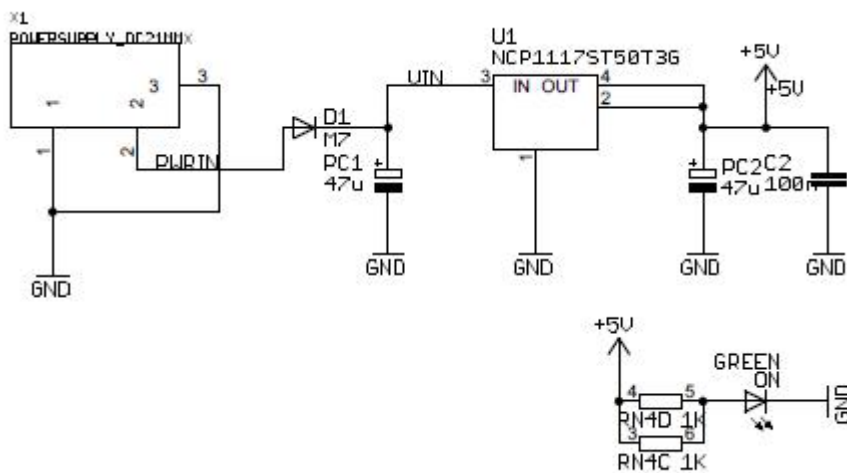 X1
POWERSUPPLY_DC21MMX
1
2
3
3
1
2
PWRIN
GND
D1
M7
VIN
PC1
47u
+
GND
U1
NCP1117ST50T3G
3
IN OUT
4
2
1
GND
+5V
+5V
+
PC2
47u
C2
100n
GND
GND
+5V
4
5
RN4D 1K
3
6
RN4C 1K
GREEN
ON
GND